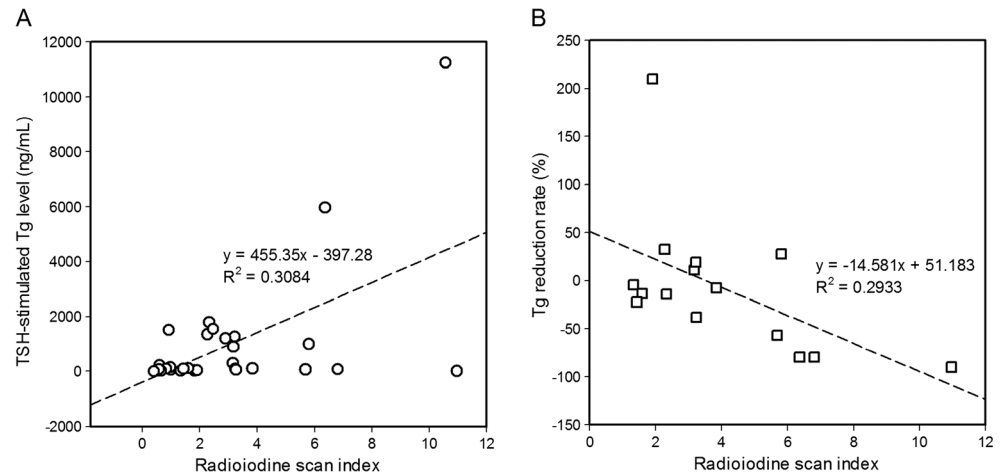 A
TSH-stimulated Tg level (ng/mL)
12000
10000
8000
6000
4000
2000
0
-2000
y = 455.35x - 397.28
R² = 0.3084
0 2 4 6 8 10 12
Radioiodine scan index
B
Tg reduction rate (%)
250
200
150
100
50
0
-50
-100
-150
y = -14.581x + 51.183
R² = 0.2933
0 2 4 6 8 10 12
Radioiodine scan index